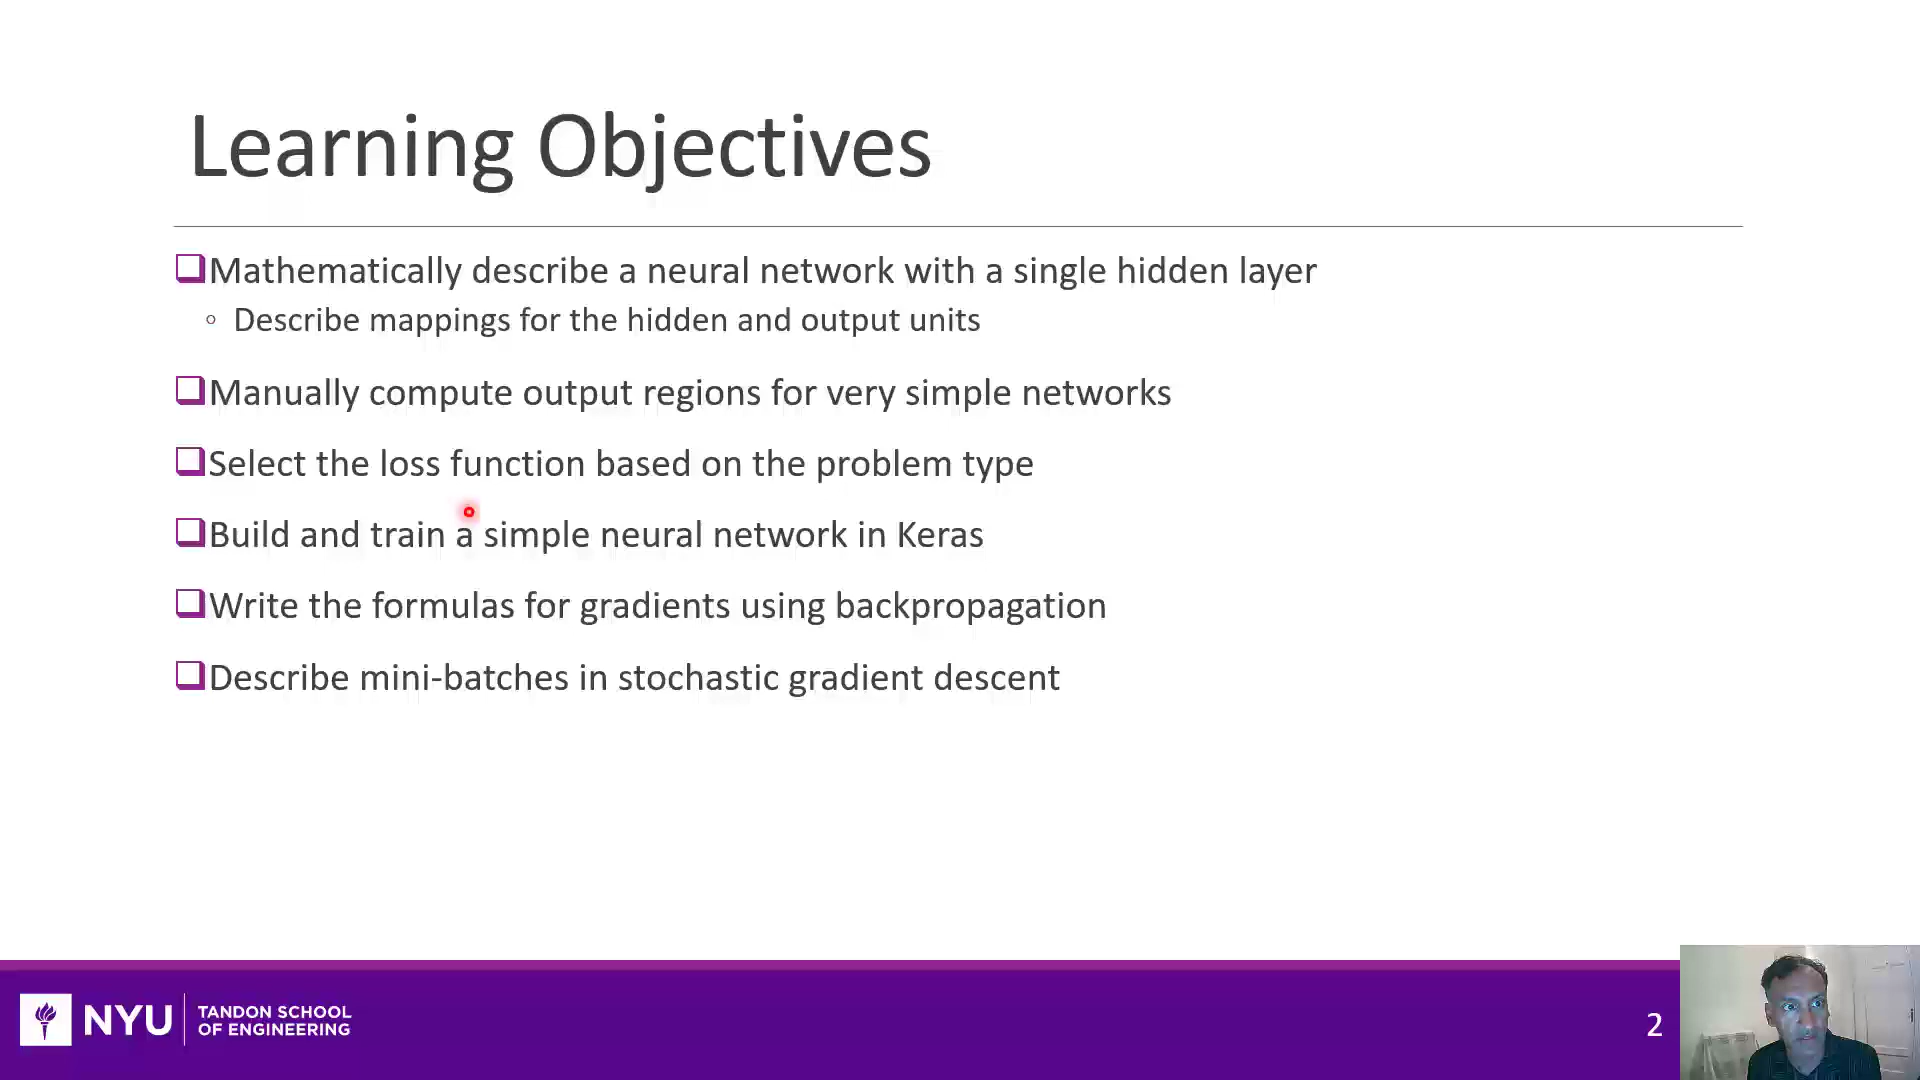 Learning Objectives
Mathematically describe a neural network with a single hidden layer
Describe mappings for the hidden and output units
Manually compute output regions for very simple networks
Select the loss function based on the problem type
Build and train a simple neural network in Keras
Write the formulas for gradients using backpropagation
Describe mini-batches in stochastic gradient descent
NYU
TANDON SCHOOL
OF ENGINEERING
2